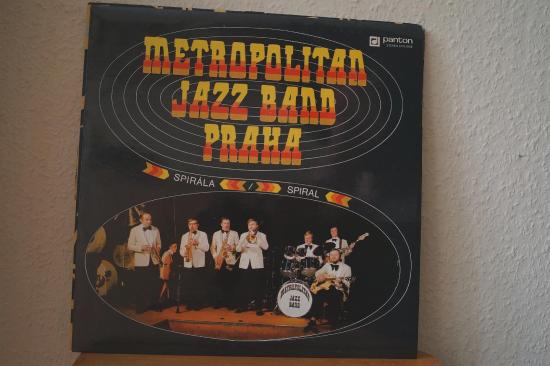 panton
METROPOLITAN
JAZZ BAND
PRAHA
SPIRÁLA / SPIRAL
METROPOLITAN
JAZZ
BAND